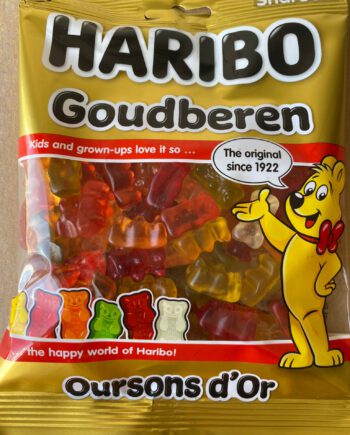 HARIBO
Goudberen
Kids and grown-ups love it so ...
The original
since 1922
... the happy world of Haribo!
oursons d'Or